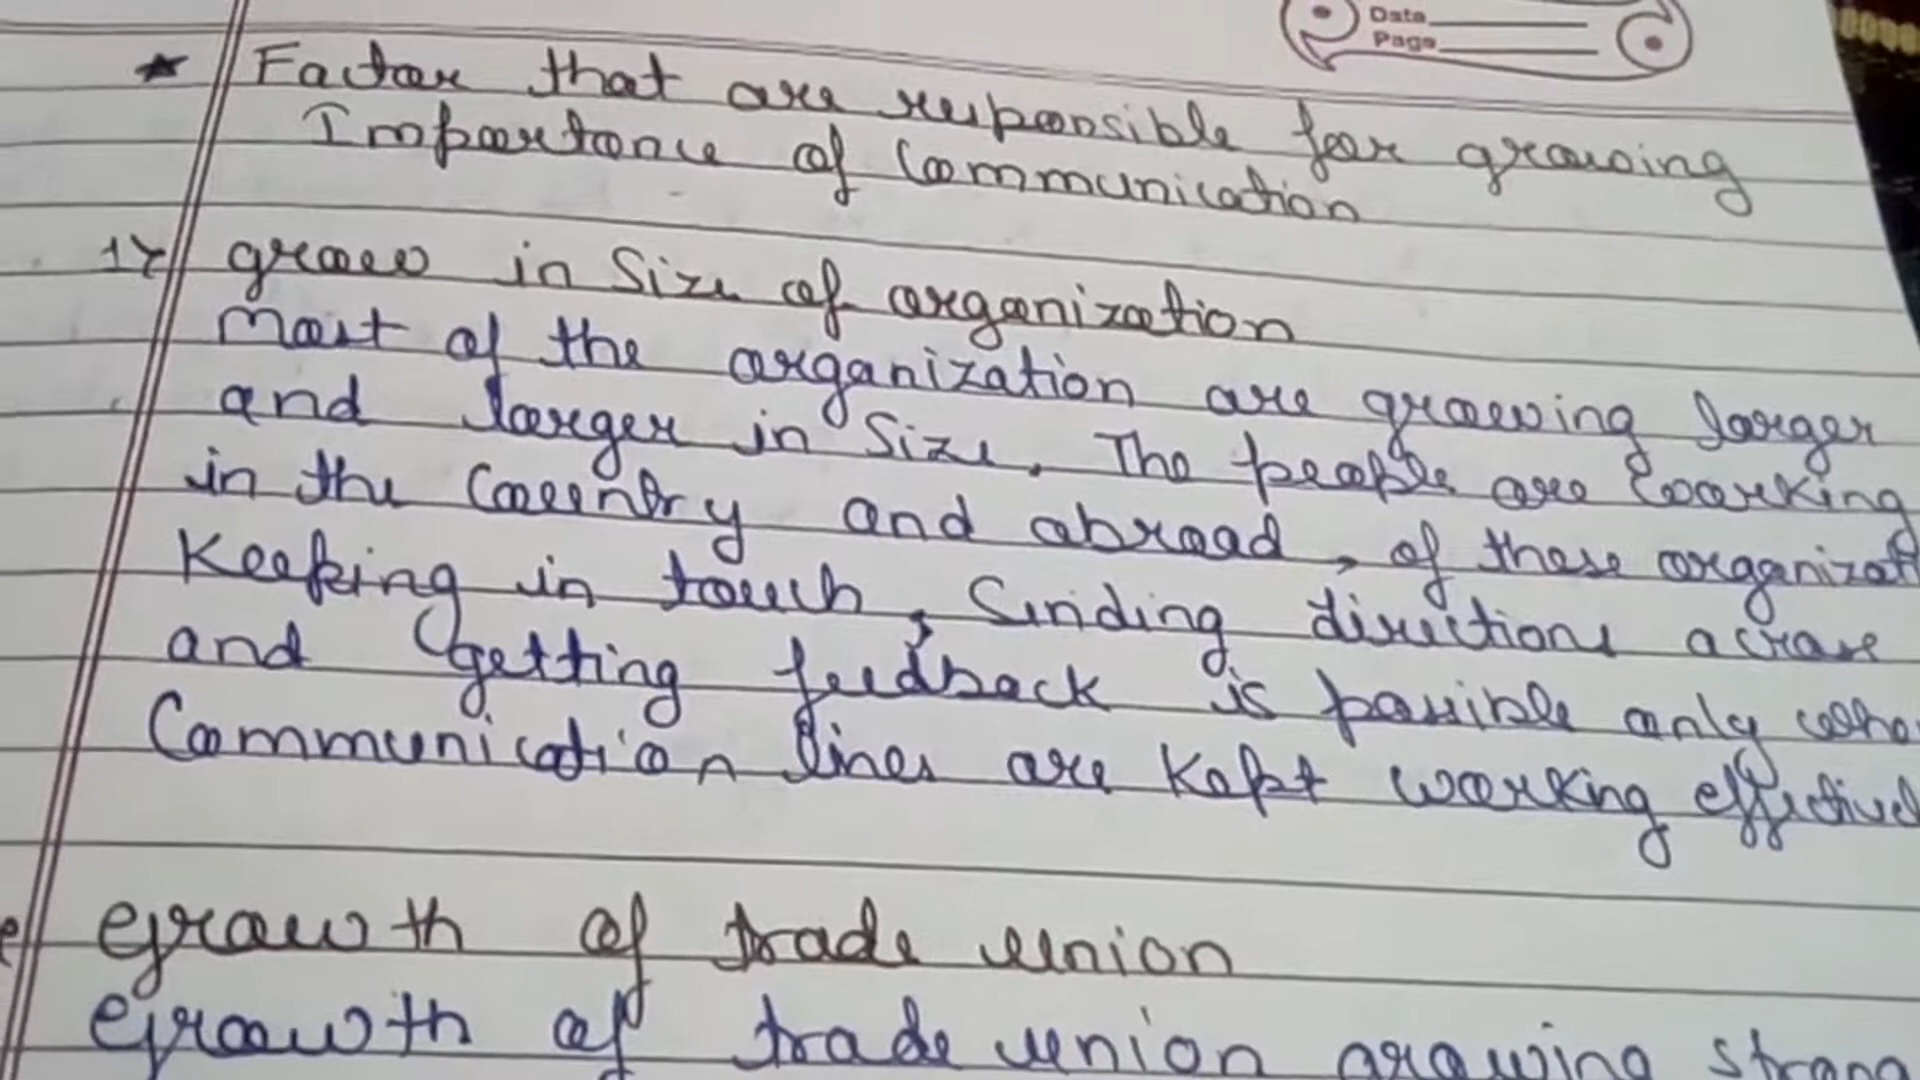 Data
Page
★ Factor that are responsible for growing
Importance of Communication
1) grow in Size of organization
Most of the organization are growing larger
and larger in Size. The people are working
in the Country and abroad, of these organizat
Keeping in touch, Sending directions across
and getting feedback is possible only
Communication lines are kept working effectivel
Growth of trade union
Growth of trade union growing strong